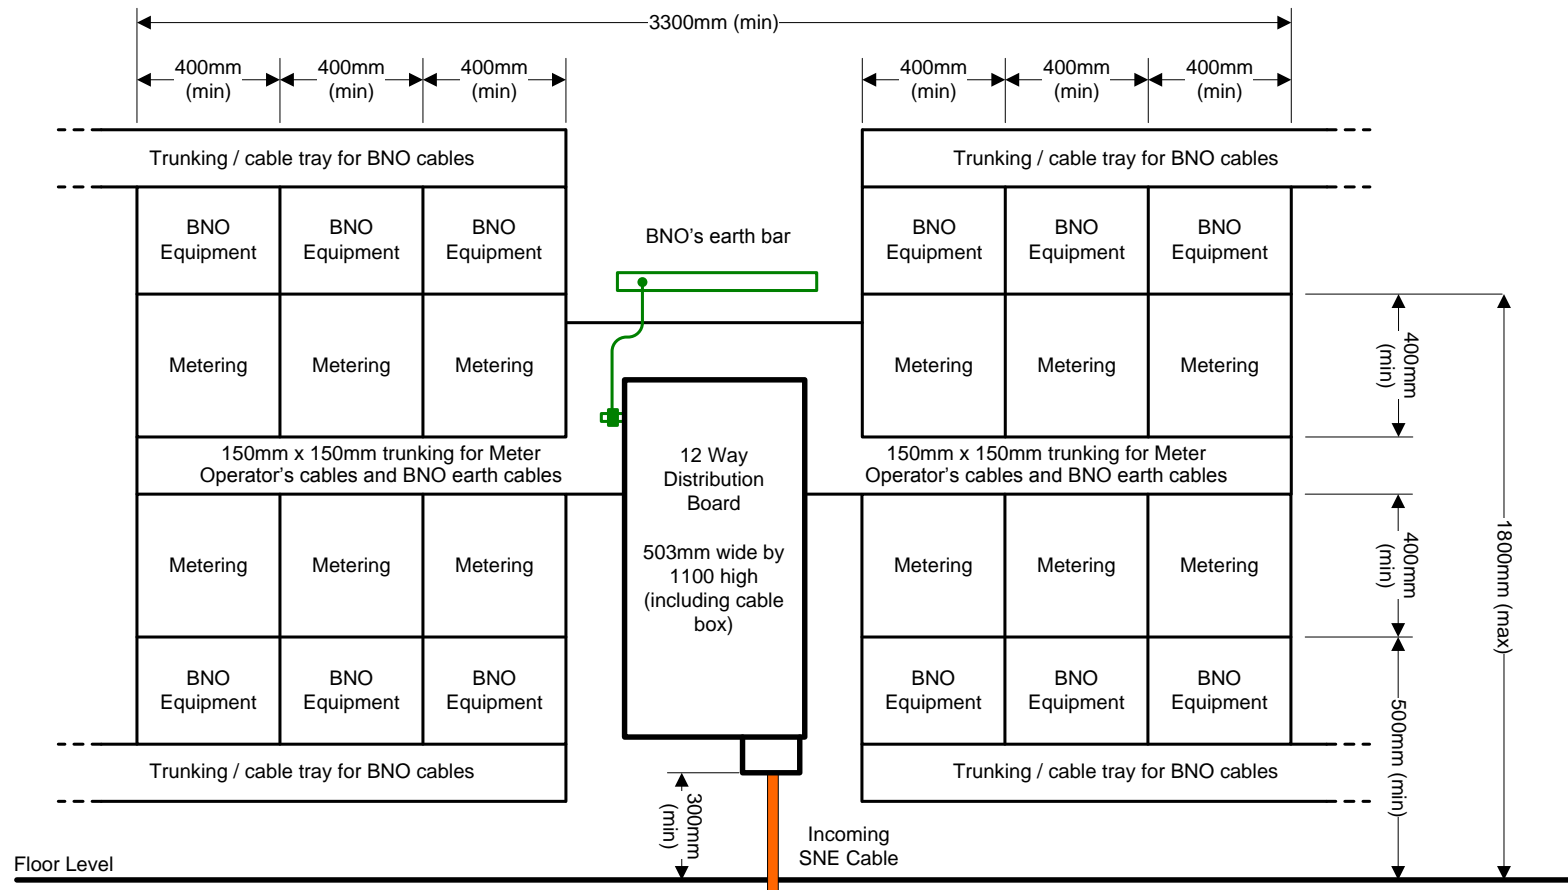 3300mm (min)
400mm
(min)
400mm
(min)
400mm
(min)
400mm
(min)
400mm
(min)
400mm
(min)
Trunking / cable tray for BNO cables
Trunking / cable tray for BNO cables
BNO
Equipment
BNO
Equipment
BNO
Equipment
BNO's earth bar
BNO
Equipment
BNO
Equipment
BNO
Equipment
Metering
Metering
Metering
Metering
Metering
Metering
400mm
(min)
150mm x 150mm trunking for Meter
Operator's cables and BNO earth cables
12 Way
Distribution
Board
503mm wide by
1100 high
(including cable
box)
150mm x 150mm trunking for Meter
Operator's cables and BNO earth cables
Metering
Metering
Metering
Metering
Metering
Metering
400mm
(min)
1800mm (max)
BNO
Equipment
BNO
Equipment
BNO
Equipment
BNO
Equipment
BNO
Equipment
BNO
Equipment
500mm (min)
Trunking / cable tray for BNO cables
Trunking / cable tray for BNO cables
300mm
(min)
Incoming
SNE Cable
Floor Level